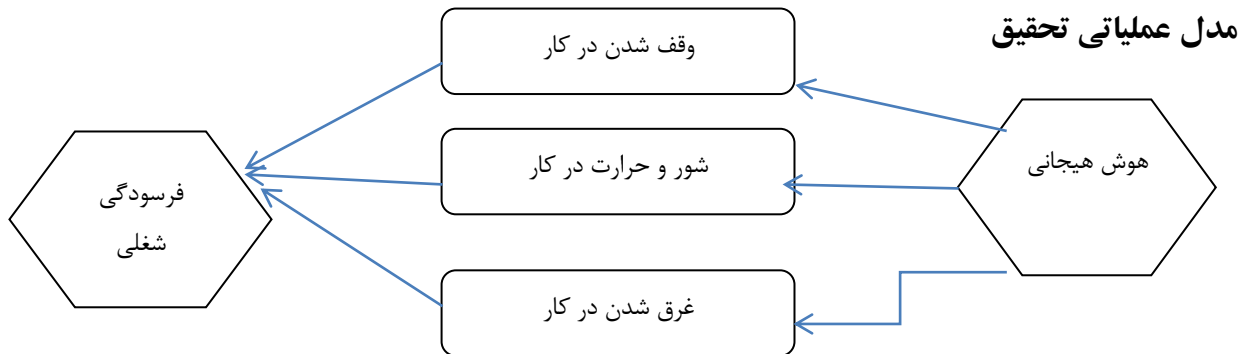 مدل عملیاتی تحقیق
وقف شدن در کار
شور و حرارت در کار
هوش هیجانی
فرسودگی
شغلی
غرق شدن در کار